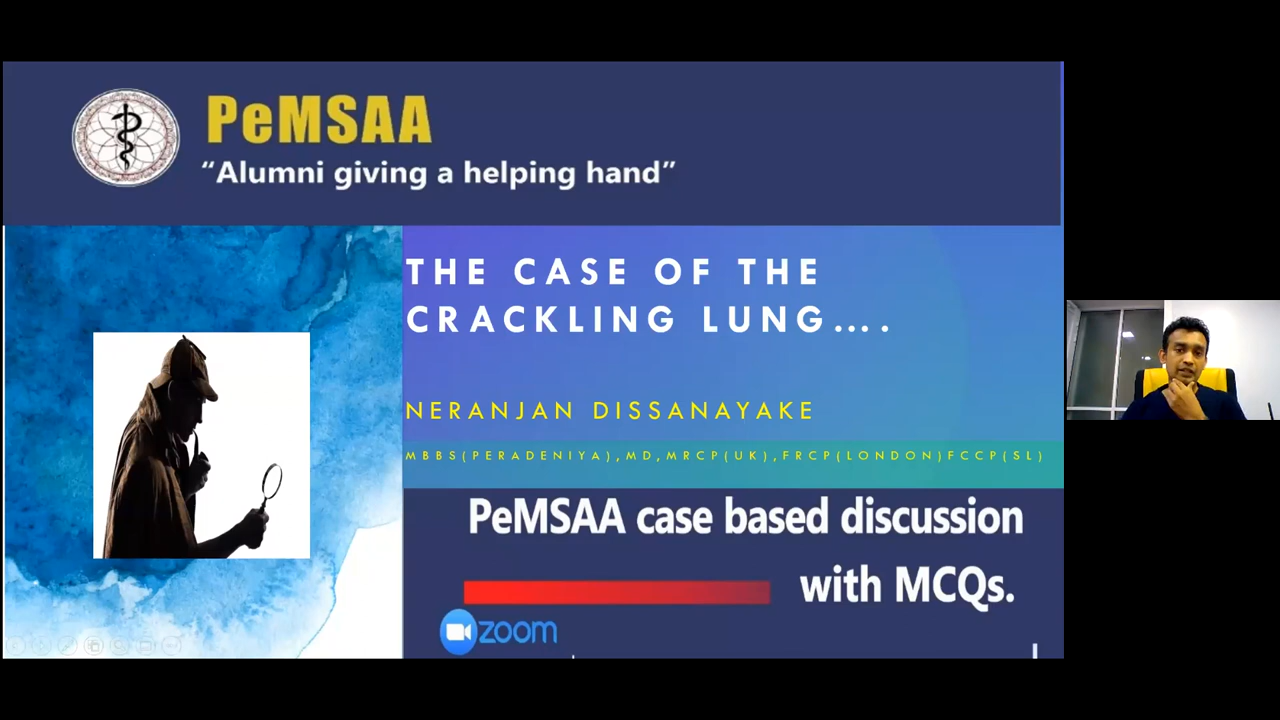 PeMSAA
“Alumni giving a helping hand”
THE CASE OF THE
CRACKLING LUNG....
NERANJAN DISSANAYAKE
MBBS(PERADENIYA),MD,MRCP(UK),FRCP(LONDON)FCCP(SL)
PeMSAA case based discussion
with MCQs.
zoom